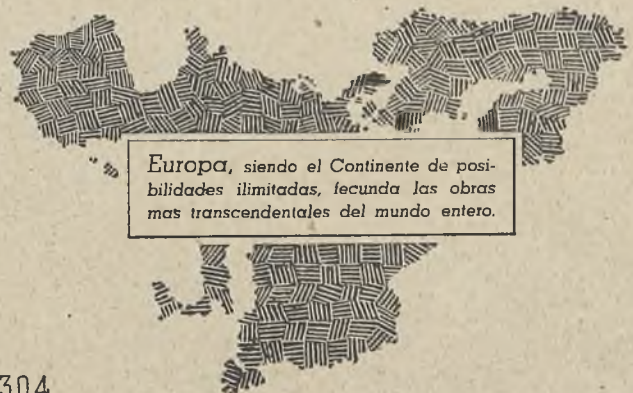 Europa, siendo el Continente de posi-
bilidades ilimitadas, fecunda las obras
mas transcendentales del mundo entero.
304